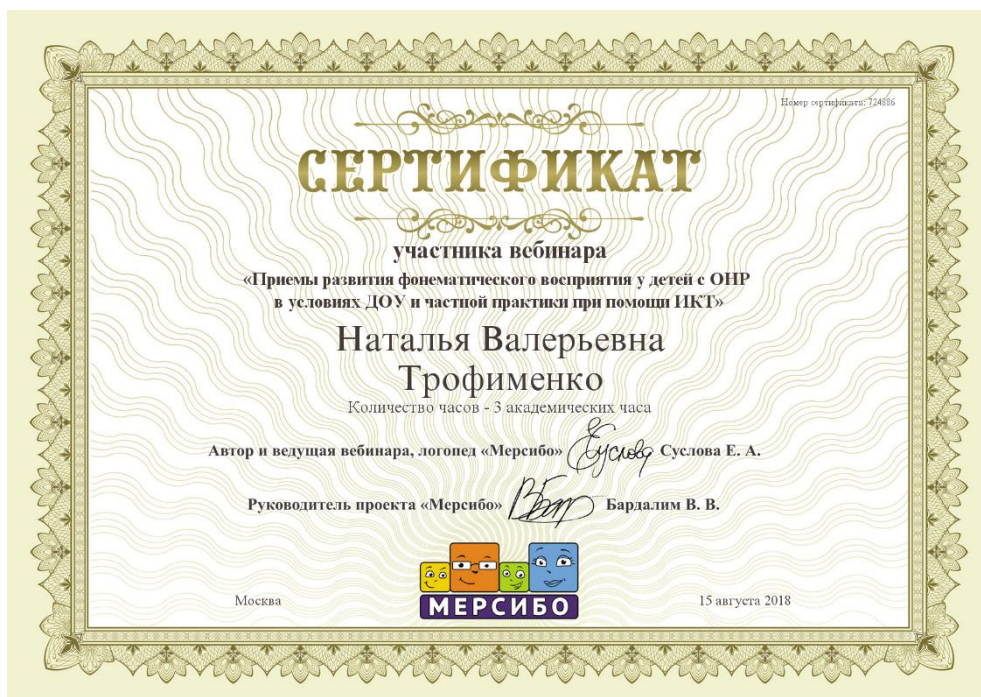 Номер сертификата: 724886
СЕРТИФИКАТ
участника вебинара
«Приемы развития фонематического восприятия у детей с ОНР
в условиях ДОУ и частной практики при помощи ИКТ»
Наталья Валерьевна
Трофименко
Количество часов - 3 академических часа
Автор и ведущая вебинара, логопед «Мерсибо» Суслова Е. А.
Руководитель проекта «Мерсибо» Бардалим В. В.
МЕРСИБО
Москва 15 августа 2018